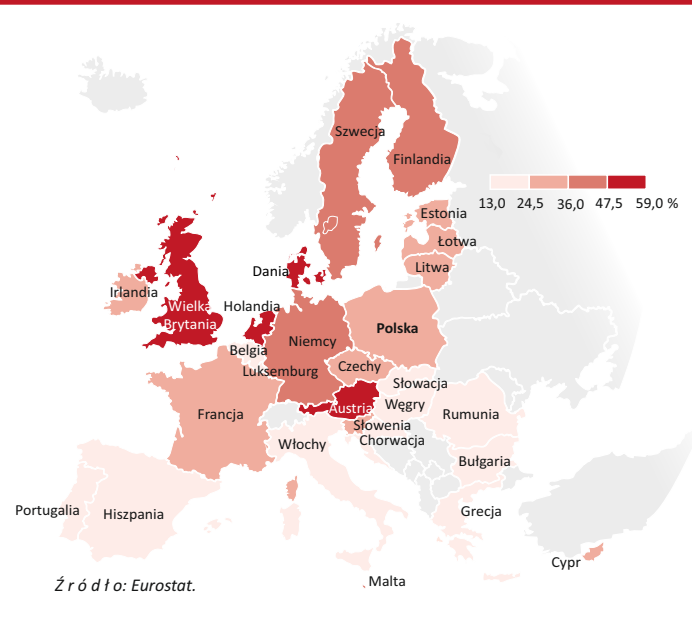 Szwecja
Finlandia
13,0 24,5 36,0 47,5 59,0 %
Estonia
Łotwa
Litwa
Dania
Irlandia
Wielka
Brytania
Holandia
Polska
Niemcy
Belgia
Luksemburg
Czechy
Słowacja
Francja
Austria
Węgry
Rumunia
Słowenia
Chorwacja
Włochy
Bułgaria
Portugalia
Hiszpania
Grecja
Cypr
Malta
Źródło: Eurostat.